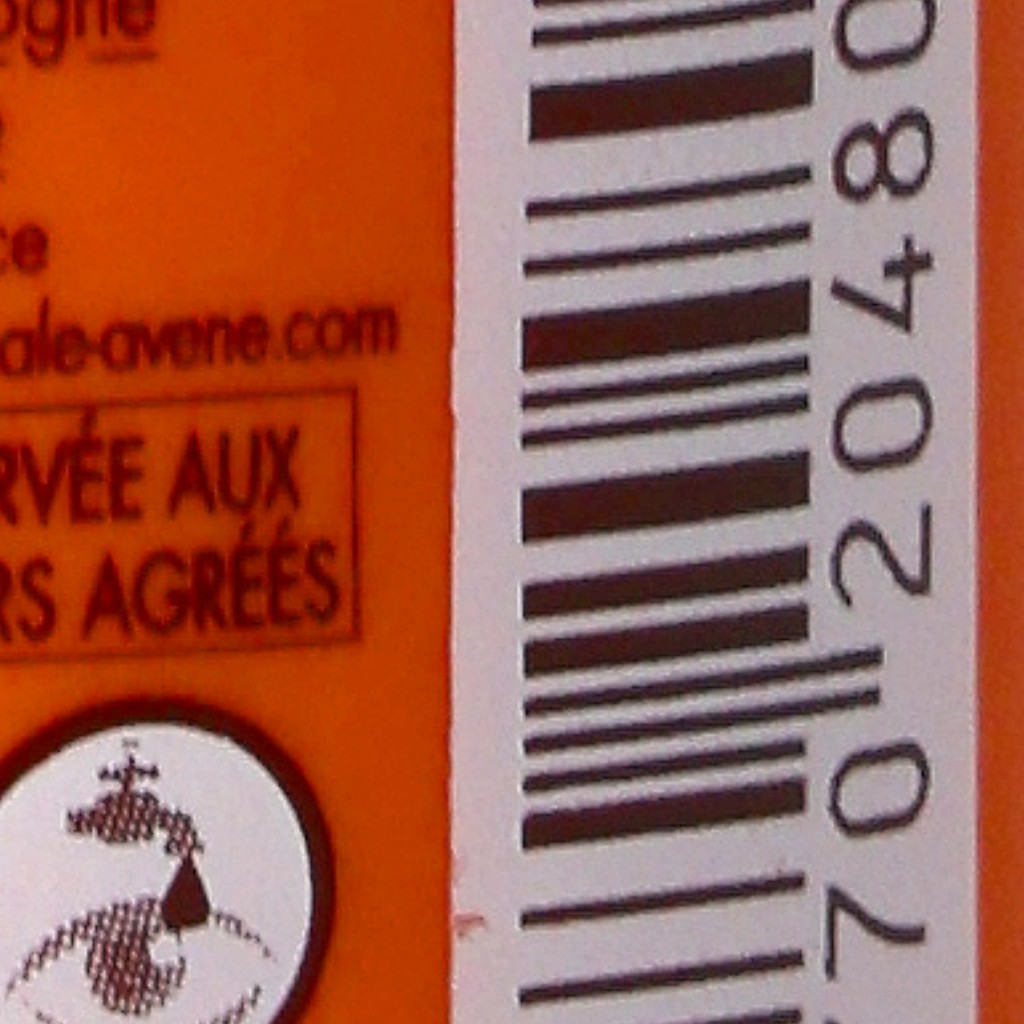 ogne
ce
ale-avene.com
RVÉE AUX
RS AGRÉÉS
70 20480